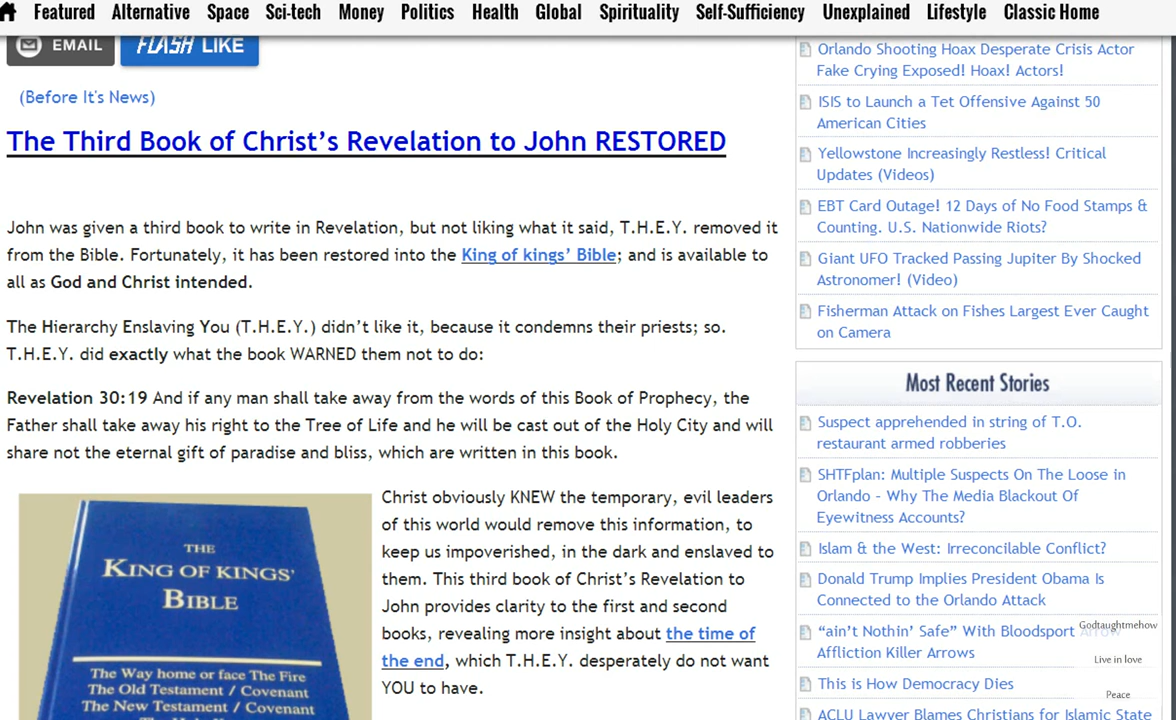 Featured Alternative Space Sci-tech Money Politics Health Global Spirituality Self-Sufficiency Unexplained Lifestyle Classic Home
EMAIL FLASH LIKE
(Before It's News)
The Third Book of Christ’s Revelation to John RESTORED
John was given a third book to write in Revelation, but not liking what it said, T.H.E.Y. removed it
from the Bible. Fortunately, it has been restored into the King of kings’ Bible; and is available to
all as God and Christ intended.
The Hierarchy Enslaving You (T.H.E.Y.) didn’t like it, because it condemns their priests; so.
T.H.E.Y. did exactly what the book WARNED them not to do:
Revelation 30:19 And if any man shall take away from the words of this Book of Prophecy, the
Father shall take away his right to the Tree of Life and he will be cast out of the Holy City and will
share not the eternal gift of paradise and bliss, which are written in this book.
THE
KING OF KINGS’
BIBLE
The Way home or face The Fire
The Old Testament / Covenant
The New Testament / Covenant
Christ obviously KNEW the temporary, evil leaders
of this world would remove this information, to
keep us impoverished, in the dark and enslaved to
them. This third book of Christ’s Revelation to
John provides clarity to the first and second
books, revealing more insight about the time of
the end, which T.H.E.Y. desperately do not want
YOU to have.
Orlando Shooting Hoax Desperate Crisis Actor
Fake Crying Exposed! Hoax! Actors!
ISIS to Launch a Tet Offensive Against 50
American Cities
Yellowstone Increasingly Restless! Critical
Updates (Videos)
EBT Card Outage! 12 Days of No Food Stamps &
Counting. U.S. Nationwide Riots?
Giant UFO Tracked Passing Jupiter By Shocked
Astronomer! (Video)
Fisherman Attack on Fishes Largest Ever Caught
on Camera
Most Recent Stories
Suspect apprehended in string of T.O.
restaurant armed robberies
SHTFplan: Multiple Suspects On The Loose in
Orlando – Why The Media Blackout Of
Eyewitness Accounts?
Islam & the West: Irreconcilable Conflict?
Donald Trump Implies President Obama Is
Connected to the Orlando Attack
“ain’t Nothin’ Safe” With Bloodsport Arrow
Affliction Killer Arrows
This is How Democracy Dies
ACLU Lawyer Blames Christians for Islamic State
Godtaughtmehow
Live in love
Peace